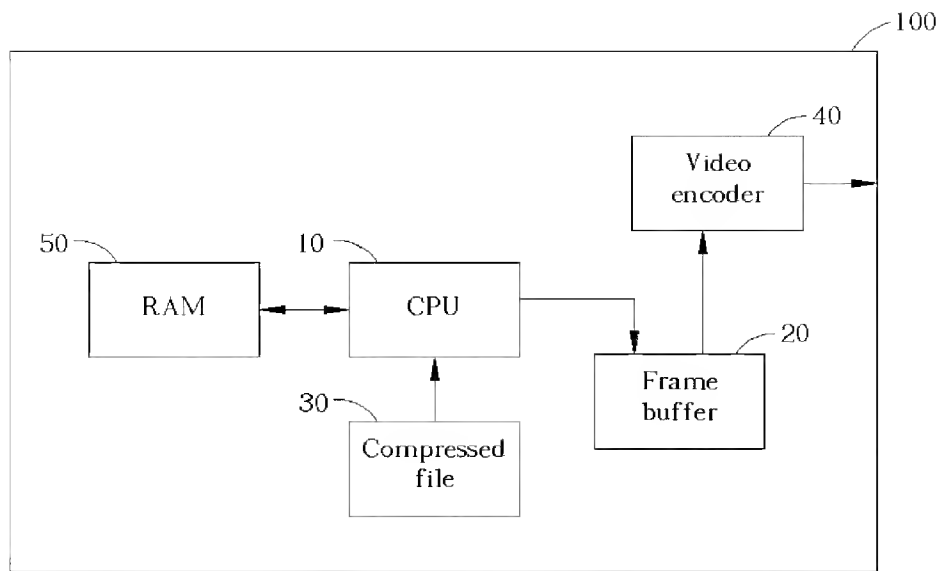 100
40
Video
encoder
50
10
RAM
CPU
20
Frame
buffer
30
Compressed
file